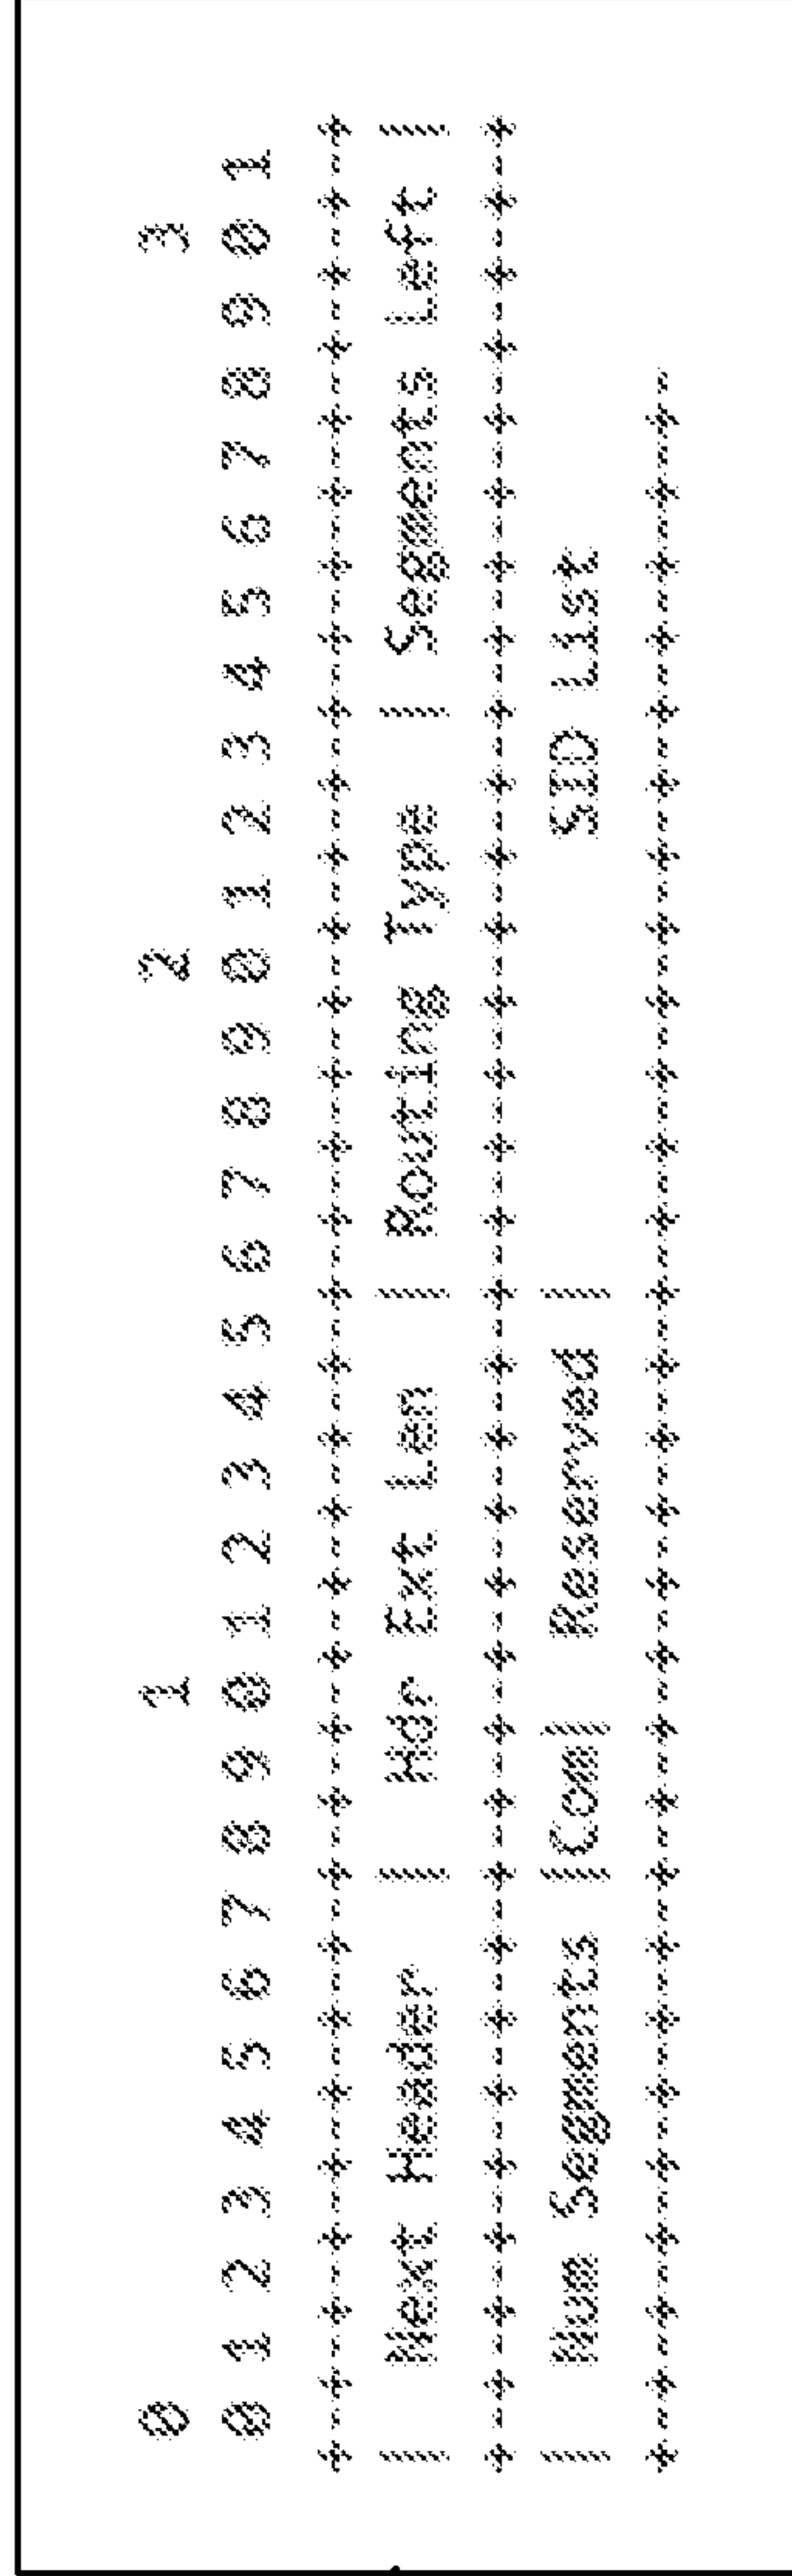 0                   1                   2                   3
0 1 2 3 4 5 6 7 8 9 0 1 2 3 4 5 6 7 8 9 0 1 2 3 4 5 6 7 8 9 0 1
+-+-+-+-+-+-+-+-+-+-+-+-+-+-+-+-+-+-+-+-+-+-+-+-+-+-+-+-+-+-+-+-+
|  Next Header  |  Hdr Ext Len  | Routing Type  | Segments Left |
+-+-+-+-+-+-+-+-+-+-+-+-+-+-+-+-+-+-+-+-+-+-+-+-+-+-+-+-+-+-+-+-+
|  Num Segments |Com|  Reserved |            SID List
+-+-+-+-+-+-+-+-+-+-+-+-+-+-+-+-+-+-+-+-+-+-+-+-+-+-+-+-+-